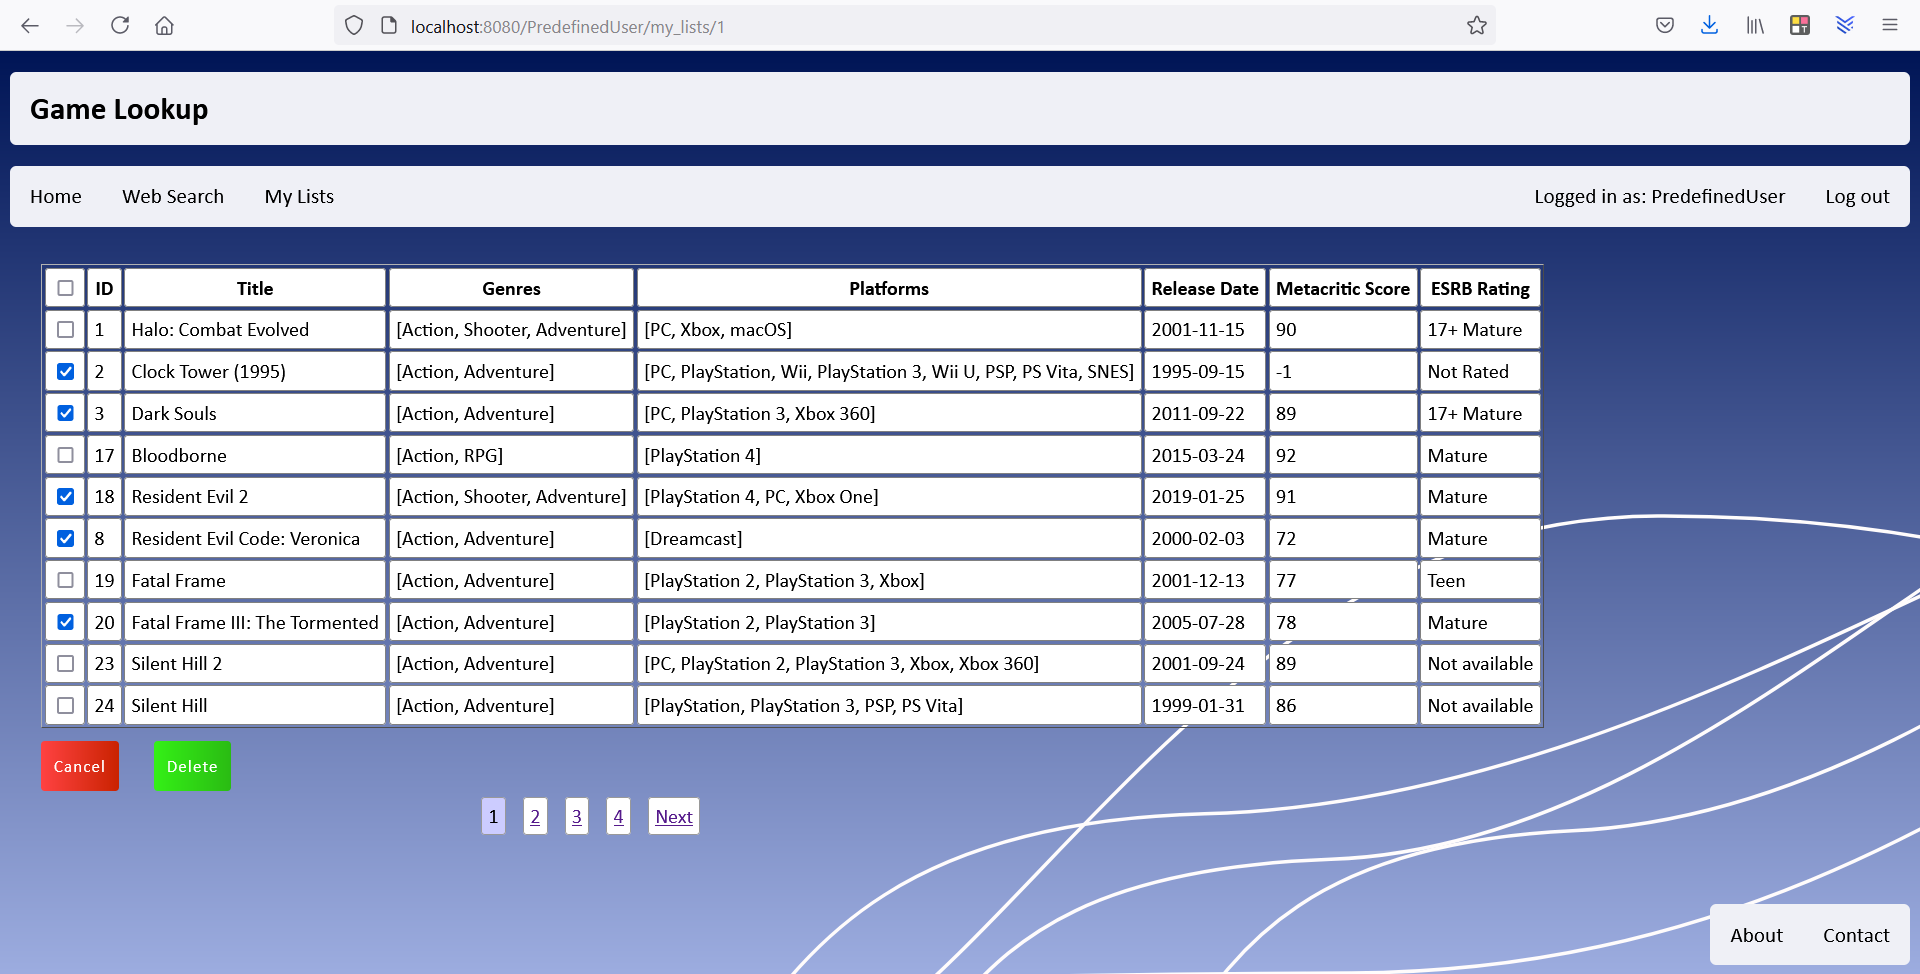 localhost:8080/PredefinedUser/my_lists/1
Game Lookup
Home Web Search My Lists Logged in as: PredefinedUser Log out
ID Title Genres Platforms Release Date Metacritic Score ESRB Rating
1 Halo: Combat Evolved [Action, Shooter, Adventure] [PC, Xbox, macOS] 2001-11-15 90 17+ Mature
2 Clock Tower (1995) [Action, Adventure] [PC, PlayStation, Wii, PlayStation 3, Wii U, PSP, PS Vita, SNES] 1995-09-15 -1 Not Rated
3 Dark Souls [Action, Adventure] [PC, PlayStation 3, Xbox 360] 2011-09-22 89 17+ Mature
17 Bloodborne [Action, RPG] [PlayStation 4] 2015-03-24 92 Mature
18 Resident Evil 2 [Action, Shooter, Adventure] [PlayStation 4, PC, Xbox One] 2019-01-25 91 Mature
8 Resident Evil Code: Veronica [Action, Adventure] [Dreamcast] 2000-02-03 72 Mature
19 Fatal Frame [Action, Adventure] [PlayStation 2, PlayStation 3, Xbox] 2001-12-13 77 Teen
20 Fatal Frame III: The Tormented [Action, Adventure] [PlayStation 2, PlayStation 3] 2005-07-28 78 Mature
23 Silent Hill 2 [Action, Adventure] [PC, PlayStation 2, PlayStation 3, Xbox, Xbox 360] 2001-09-24 89 Not available
24 Silent Hill [Action, Adventure] [PlayStation, PlayStation 3, PSP, PS Vita] 1999-01-31 86 Not available
Cancel Delete
1 2 3 4 Next
About Contact